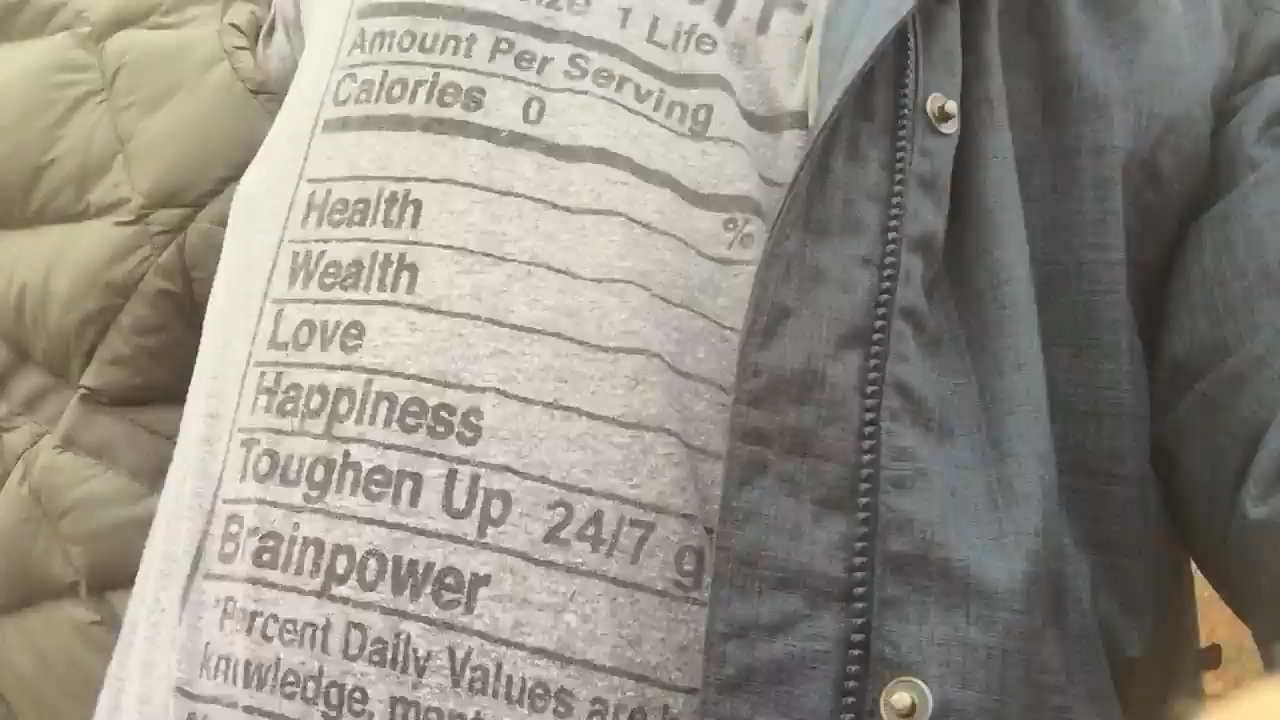 1 Life
Amount Per Serving
Calories 0
%
Health
Wealth
Love
Happiness
Toughen Up 24/7 g
Brainpower
*Percent Daily Values are
knowledge,